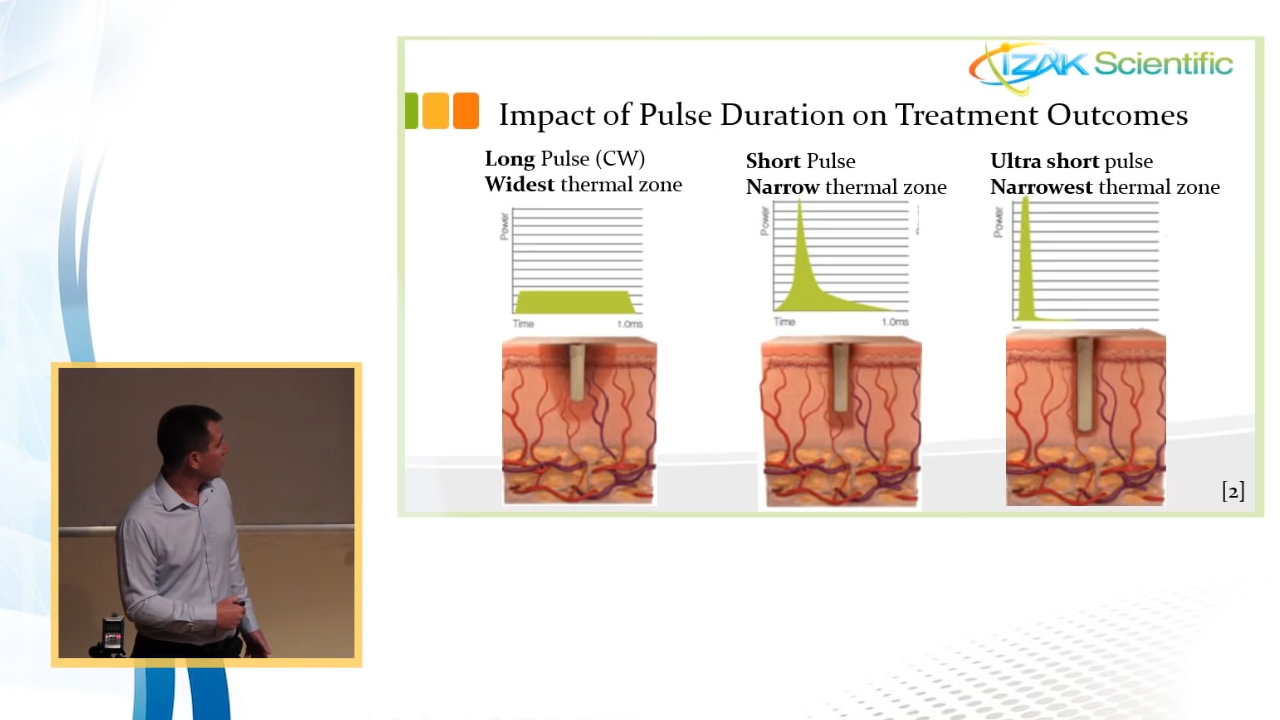 IZAK Scientific
Impact of Pulse Duration on Treatment Outcomes
Long Pulse (CW)
Widest thermal zone
Short Pulse
Narrow thermal zone
Ultra short pulse
Narrowest thermal zone
Power
Time 1.0ms
Power
Time 1.0ms
Power
[2]